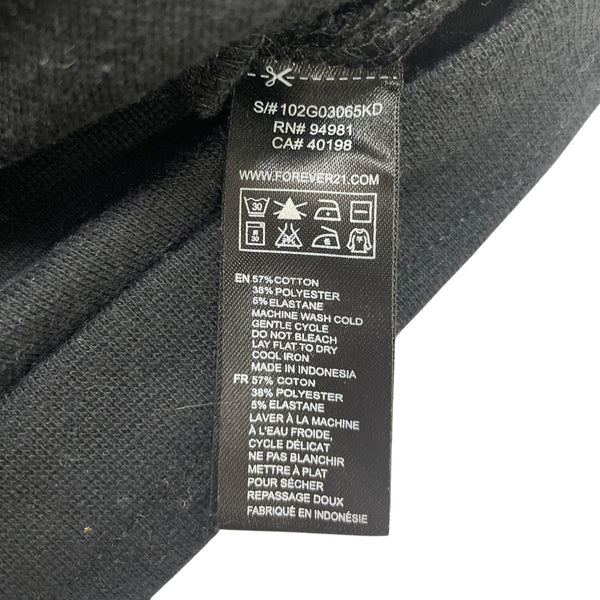 S/#102G03065KD
RN# 94981
CA# 40198
WWW.FOREVER21.COM
30
30
EN 57% COTTON
38% POLYESTER
5% ELASTANE
MACHINE WASH COLD
GENTLE CYCLE
DO NOT BLEACH
LAY FLAT TO DRY
COOL IRON
MADE IN INDONESIA
FR 57% COTON
38% POLYESTER
5% ELASTANE
LAVER À LA MACHINE
À L'EAU FROIDE,
CYCLE DÉLICAT
NE PAS BLANCHIR
METTRE À PLAT
POUR SÉCHER
REPASSAGE DOUX
FABRIQUÉ EN INDONÉSIE